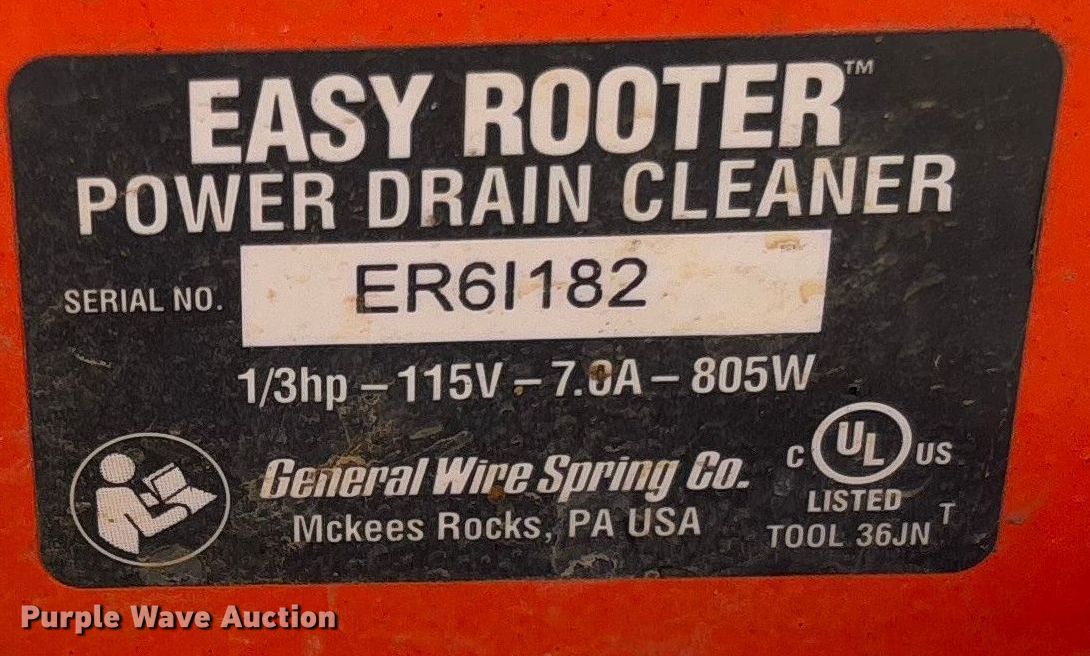 EASY ROOTER™
POWER DRAIN CLEANER
SERIAL NO. ER6I182
1/3hp – 115V – 7.0A – 805W
General Wire Spring Co.
Mckees Rocks, PA USA
C UL US
LISTED
TOOL 36JN T
Purple Wave Auction